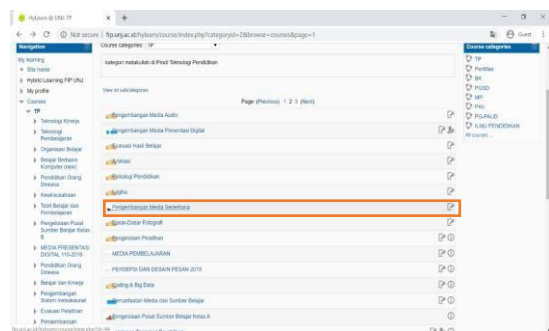 HyLearn @ UNJ: TP
Not secure | fip.unj.ac.id/hylearn/course/index.php?categoryid=2&browse=courses&page=1
Guest
Navigation
My learning
Site home
Hybrid Learning FIP UNJ
My profile
Courses
TP
Teknologi Kinerja
Teknologi
Pembelajaran
Organisasi Belajar
Belajar Berbasis
Komputer (new)
Pendidikan Orang
Dewasa
Kewirausahaan
Teori Belajar dan
Pembelajaran
Pengelolaan Pusat
Sumber Belajar Kelas
B
MEDIA PRESENTASI
DIGITAL 115-2019
Pendidikan Orang
Dewasa
Belajar dan Kinerja
Pengembangan
Sistem Instruksional
Evaluasi Pelatihan
Pengembangan
Course categories: TP
kategori matakuliah di Prodi Teknologi Pendidikan
View all subcategories
Page: (Previous) 1 2 3 (Next)
Pengembangan Media Audio
Pengembangan Media Presentasi Digital
Evaluasi Hasil Belajar
Animasi
Psikologi Pendidikan
Logika
Pengembangan Media Sederhana
Dasar-Dasar Fotografi
Pengelolaan Pelatihan
MEDIA PEMBELAJARAN
PERSEPSI DAN DESAIN PESAN 2019
Coding & Big Data
Pemanfaatan Media dan Sumber Belajar
Pengelolaan Pusat Sumber Belajar Kelas A
Course categories
TP
PenMas
BK
PGSD
MP
PKh
PG-PAUD
ILMU PENDIDIKAN
All courses ...